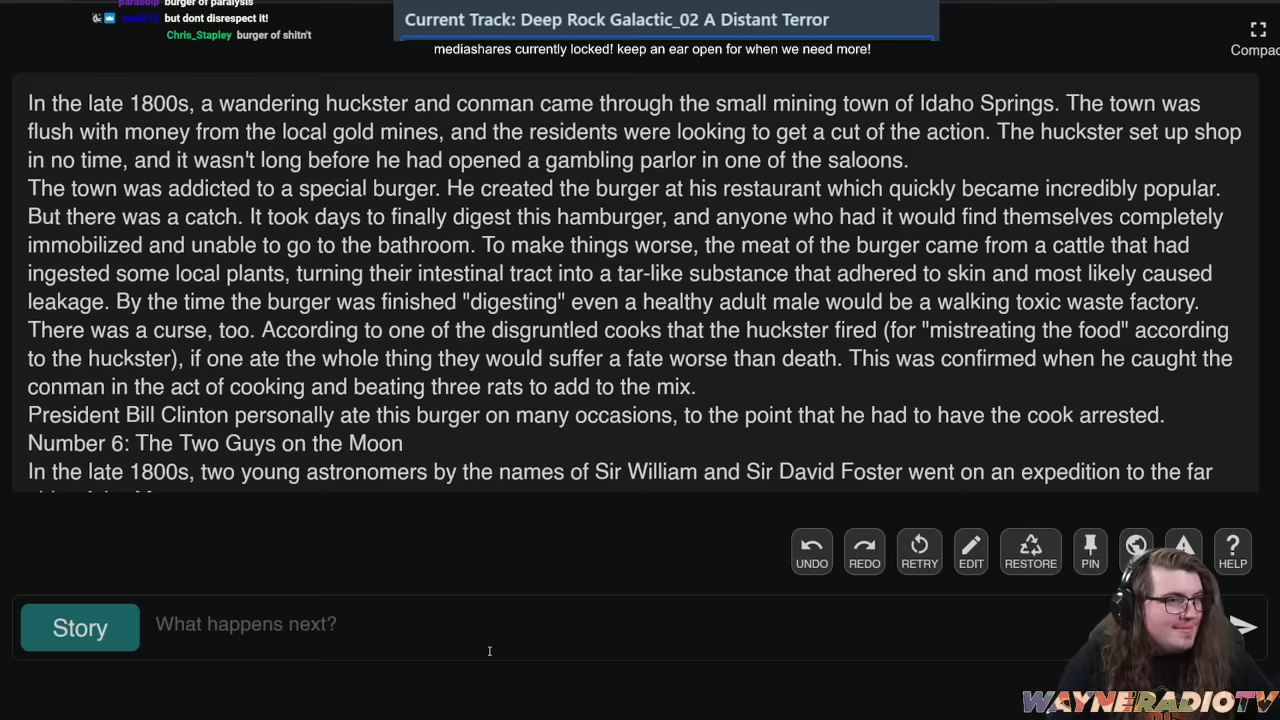 parasolp burger of paralysis
but dont disrespect it!
Chris_Stapley burger of shitn't
Current Track: Deep Rock Galactic_02 A Distant Terror
mediashares currently locked! keep an ear open for when we need more!
Compac
In the late 1800s, a wandering huckster and conman came through the small mining town of Idaho Springs. The town was
flush with money from the local gold mines, and the residents were looking to get a cut of the action. The huckster set up shop
in no time, and it wasn't long before he had opened a gambling parlor in one of the saloons.
The town was addicted to a special burger. He created the burger at his restaurant which quickly became incredibly popular.
But there was a catch. It took days to finally digest this hamburger, and anyone who had it would find themselves completely
immobilized and unable to go to the bathroom. To make things worse, the meat of the burger came from a cattle that had
ingested some local plants, turning their intestinal tract into a tar-like substance that adhered to skin and most likely caused
leakage. By the time the burger was finished "digesting" even a healthy adult male would be a walking toxic waste factory.
There was a curse, too. According to one of the disgruntled cooks that the huckster fired (for "mistreating the food" according
to the huckster), if one ate the whole thing they would suffer a fate worse than death. This was confirmed when he caught the
conman in the act of cooking and beating three rats to add to the mix.
President Bill Clinton personally ate this burger on many occasions, to the point that he had to have the cook arrested.
Number 6: The Two Guys on the Moon
In the late 1800s, two young astronomers by the names of Sir William and Sir David Foster went on an expedition to the far
UNDO REDO RETRY EDIT RESTORE PIN HELP
Story What happens next?
WAYNERADIOTV